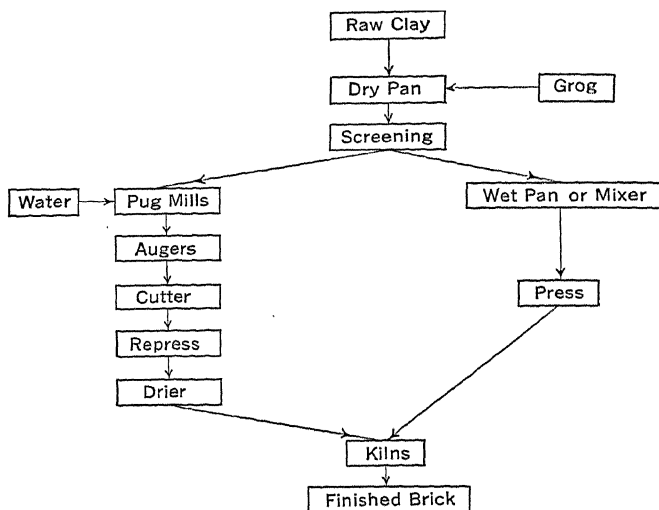 Raw Clay
Dry Pan
Grog
Screening
Water
Pug Mills
Wet Pan or Mixer
Augers
Cutter
Press
Repress
Drier
Kilns
Finished Brick